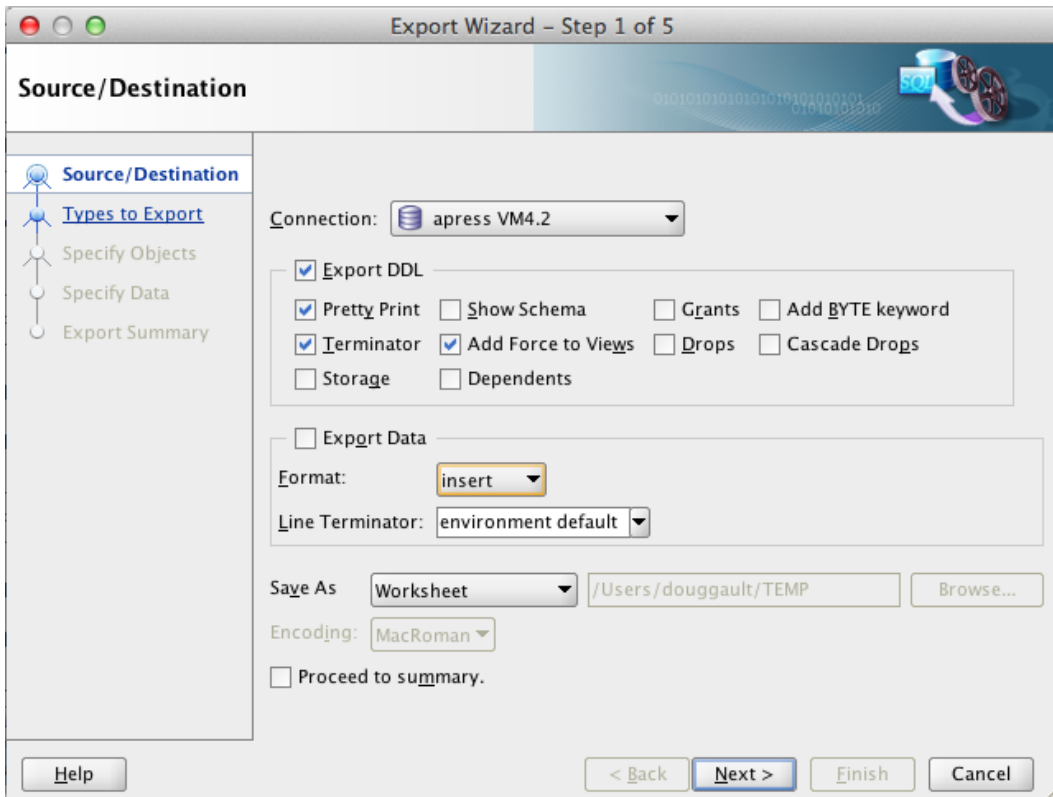 Export Wizard – Step 1 of 5
Source/Destination
SQL
Source/Destination
Types to Export
Specify Objects
Specify Data
Export Summary
Connection: apress VM4.2
Export DDL
Pretty Print Show Schema Grants Add BYTE keyword
Terminator Add Force to Views Drops Cascade Drops
Storage Dependents
Export Data
Format: insert
Line Terminator: environment default
Save As Worksheet /Users/douggault/TEMP Browse...
Encoding: MacRoman
Proceed to summary.
Help < Back Next > Finish Cancel